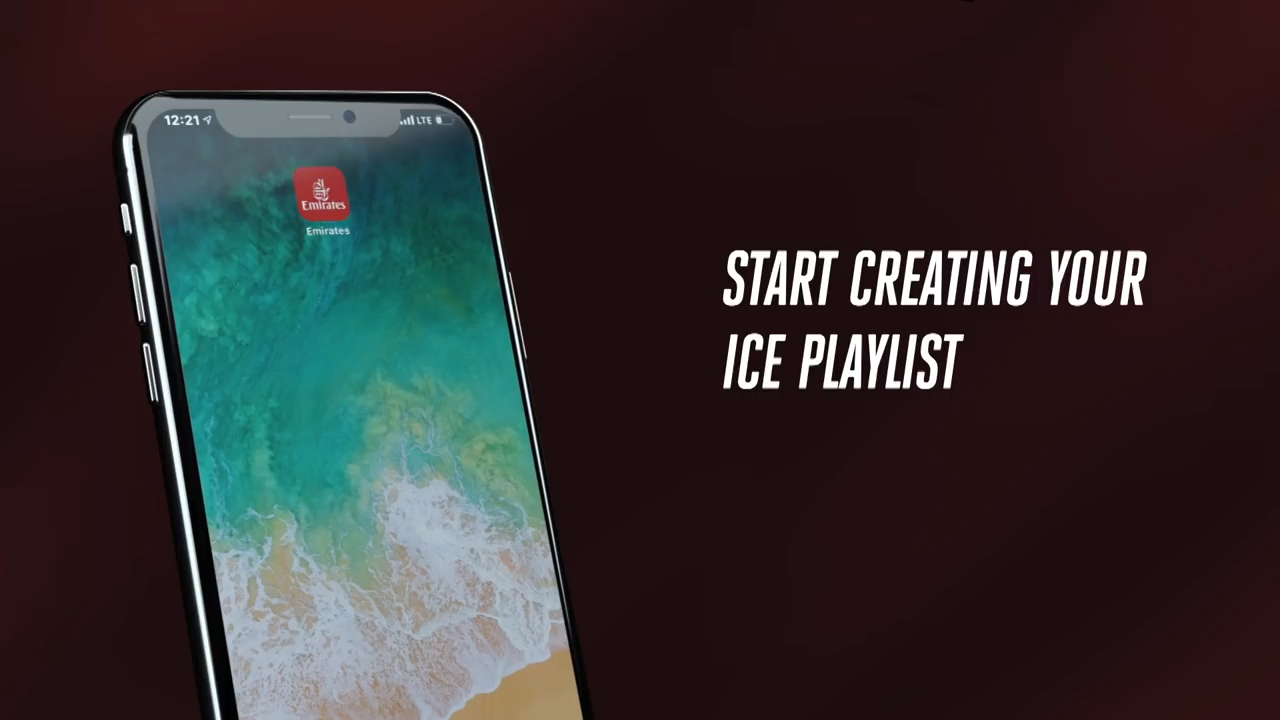 12:21
LTE
Emirates
Emirates
START CREATING YOUR
ICE PLAYLIST